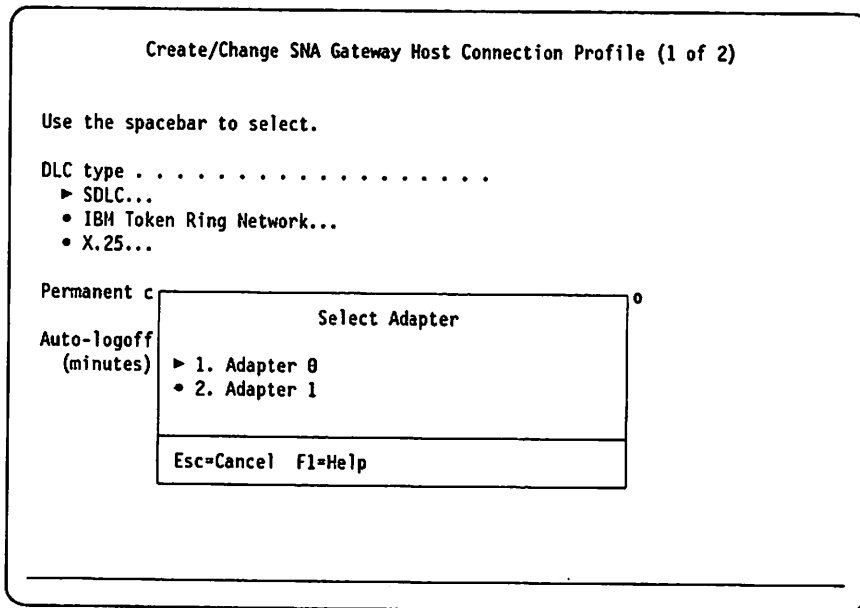 Create/Change SNA Gateway Host Connection Profile (1 of 2)
Use the spacebar to select.
DLC type . . . . . . . . . . . . . . . . . .
► SDLC...
• IBM Token Ring Network...
• X.25...
Permanent c
o
Select Adapter
Auto-logoff
(minutes)
► 1. Adapter 0
• 2. Adapter 1
Esc=Cancel F1=Help